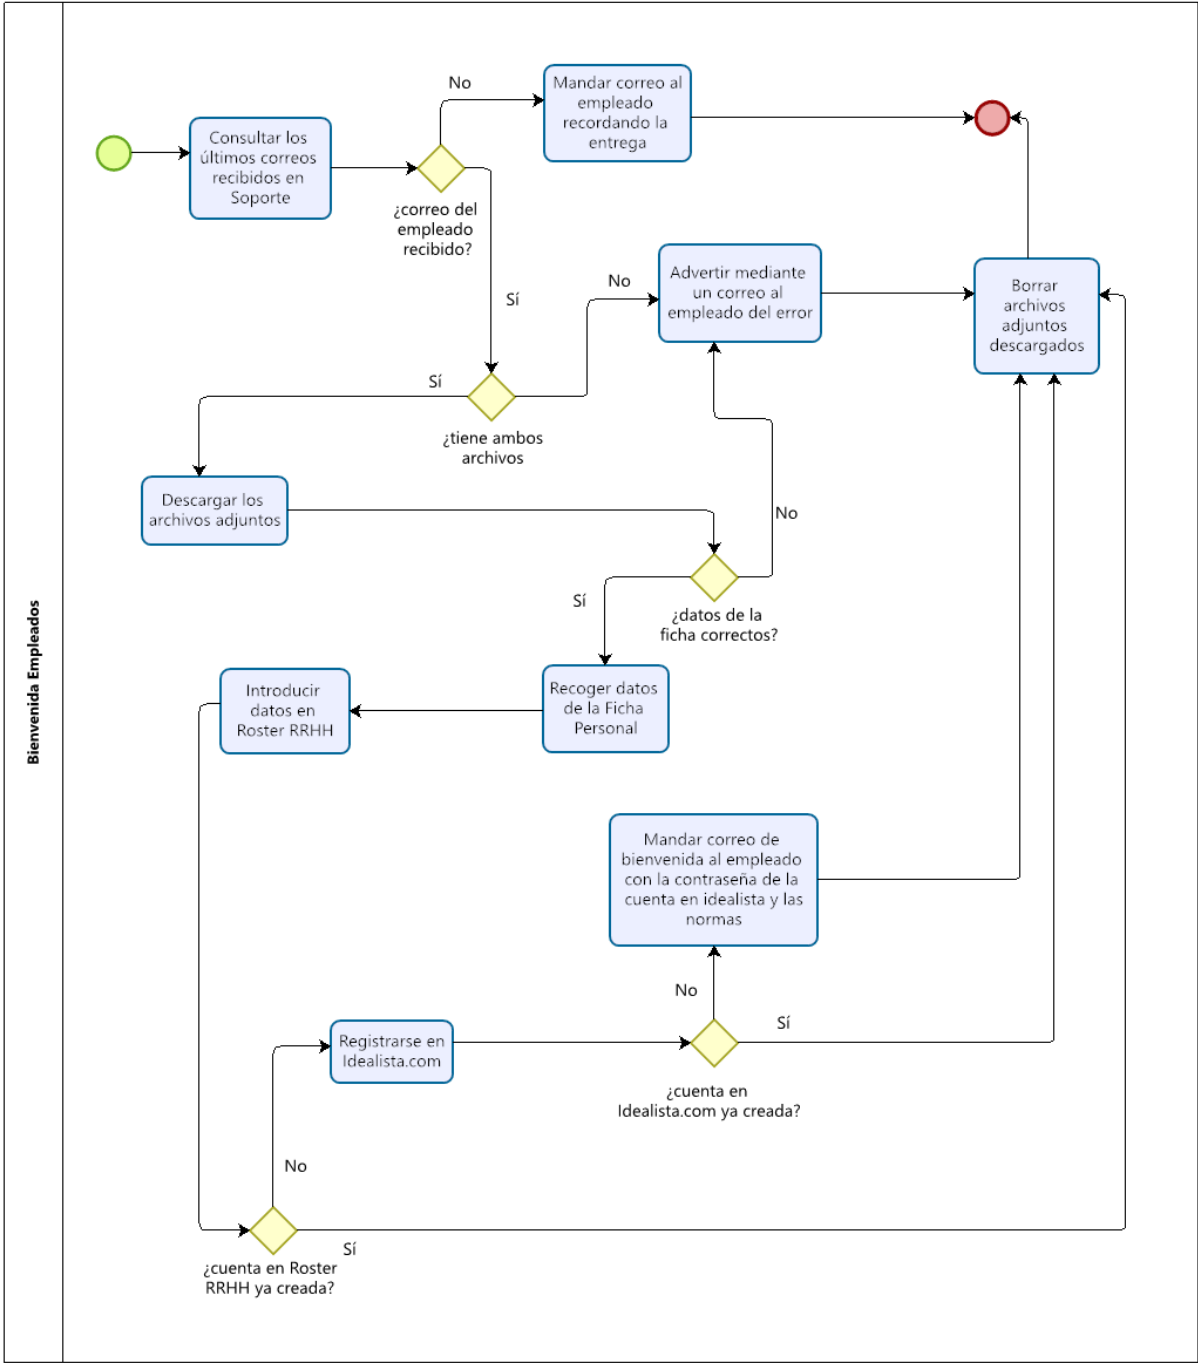 Bienvenida Empleados
Consultar los
últimos correos
recibidos en
Soporte
No
Mandar correo al
empleado
recordando la
entrega
¿correo del
empleado
recibido?
Sí
No
Advertir mediante
un correo al
empleado del error
Borrar
archivos
adjuntos
descargados
Sí
¿tiene ambos
archivos
Descargar los
archivos adjuntos
No
Sí
¿datos de la
ficha correctos?
Introducir
datos en
Roster RRHH
Recoger datos
de la Ficha
Personal
Mandar correo de
bienvenida al empleado
con la contraseña de la
cuenta en idealista y las
normas
No
Sí
Registrarse en
Idealista.com
¿cuenta en
Idealista.com ya creada?
No
Sí
¿cuenta en Roster
RRHH ya creada?